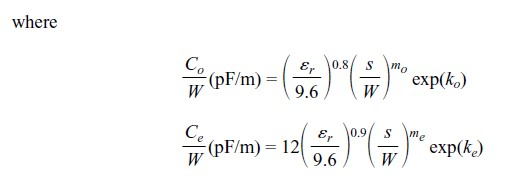 where
C_o/W (pF/m) = (ε_r/9.6)^0.8 (s/W)^m_o exp(k_o)
C_e/W (pF/m) = 12(ε_r/9.6)^0.9 (s/W)^m_e exp(k_e)